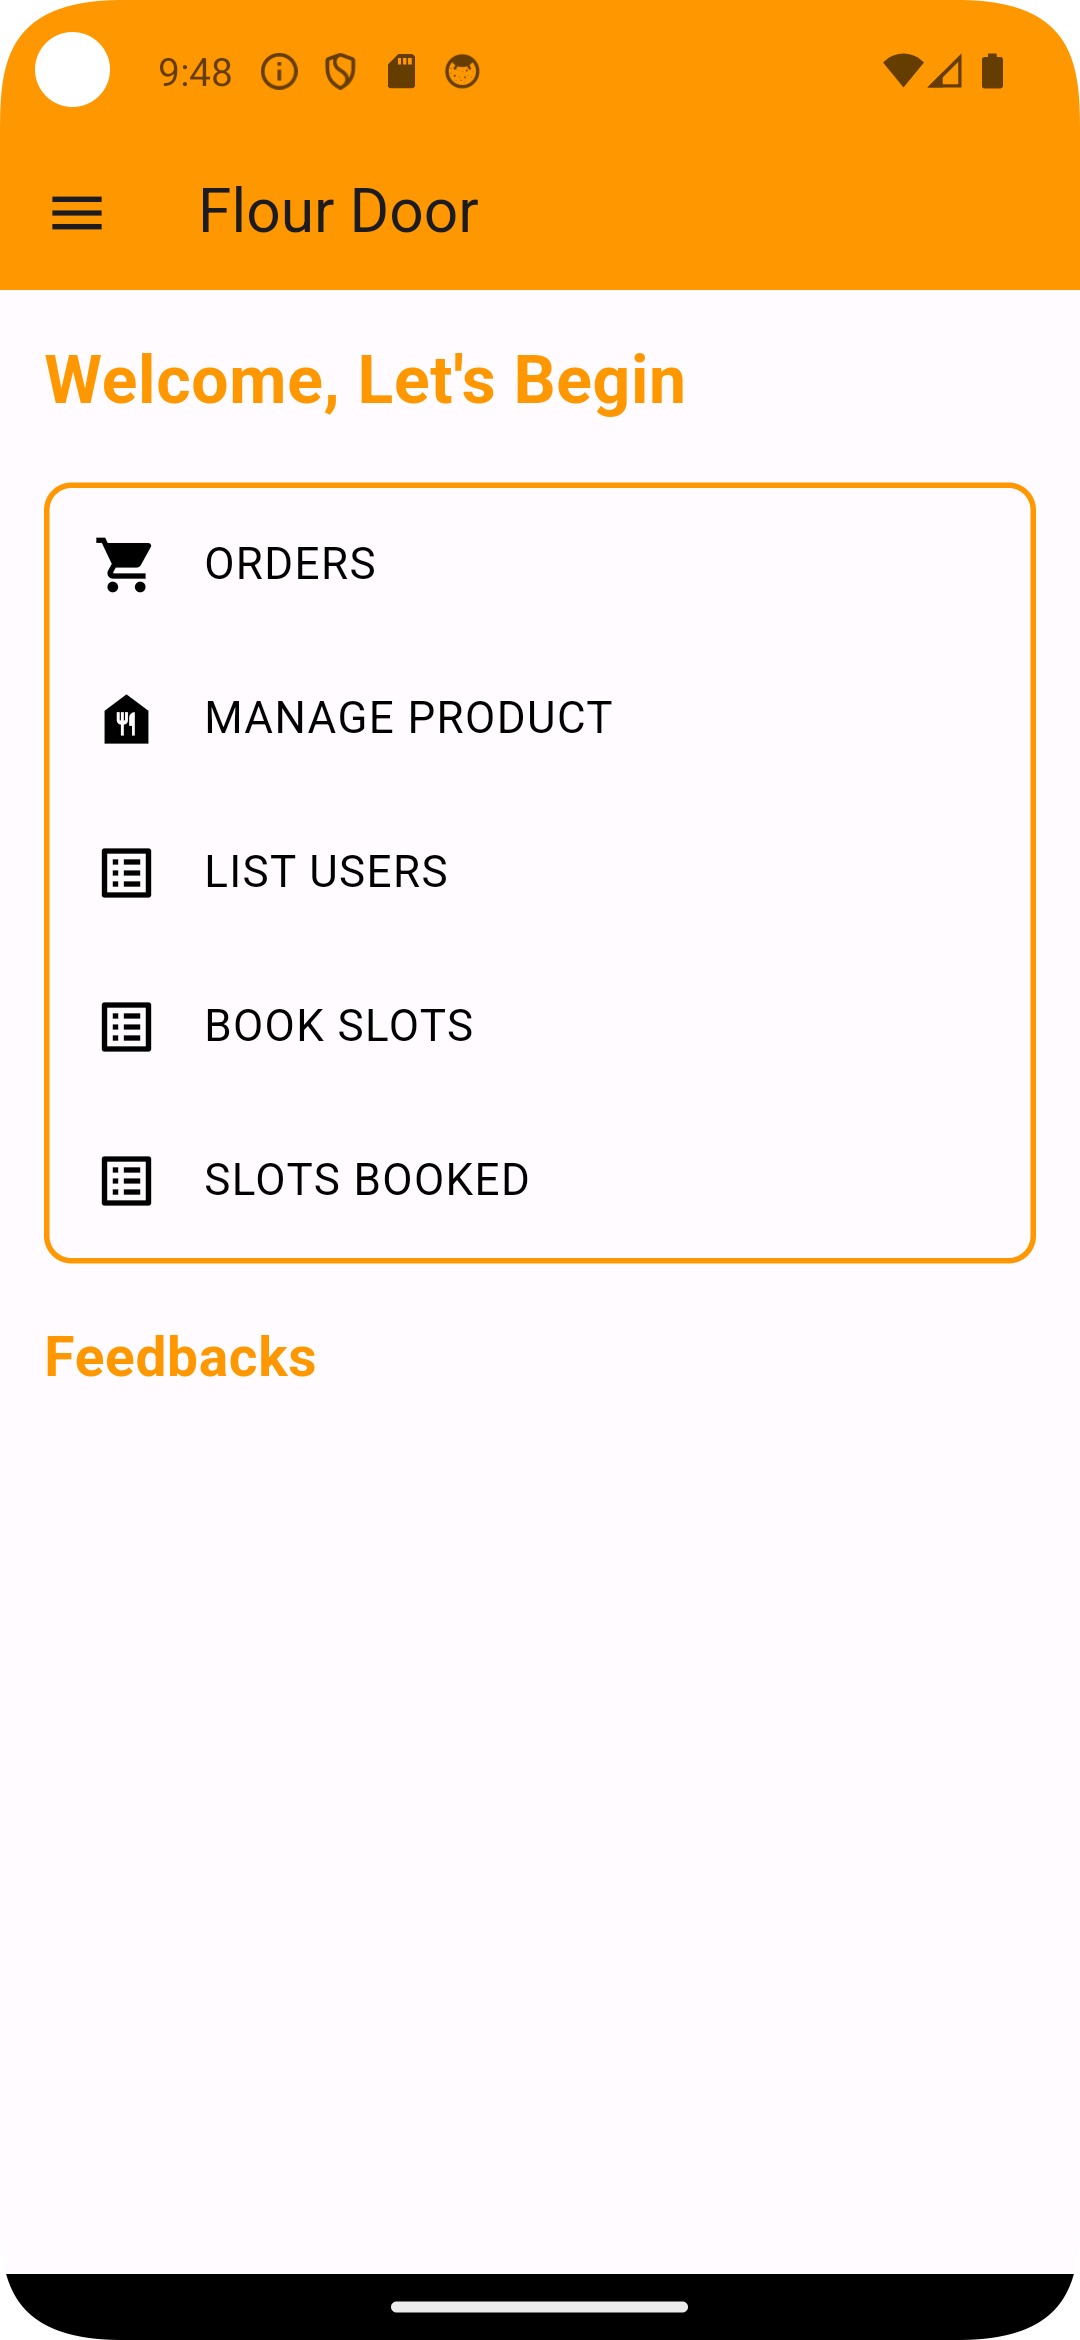 9:48
Flour Door
Welcome, Let's Begin
ORDERS
MANAGE PRODUCT
LIST USERS
BOOK SLOTS
SLOTS BOOKED
Feedbacks